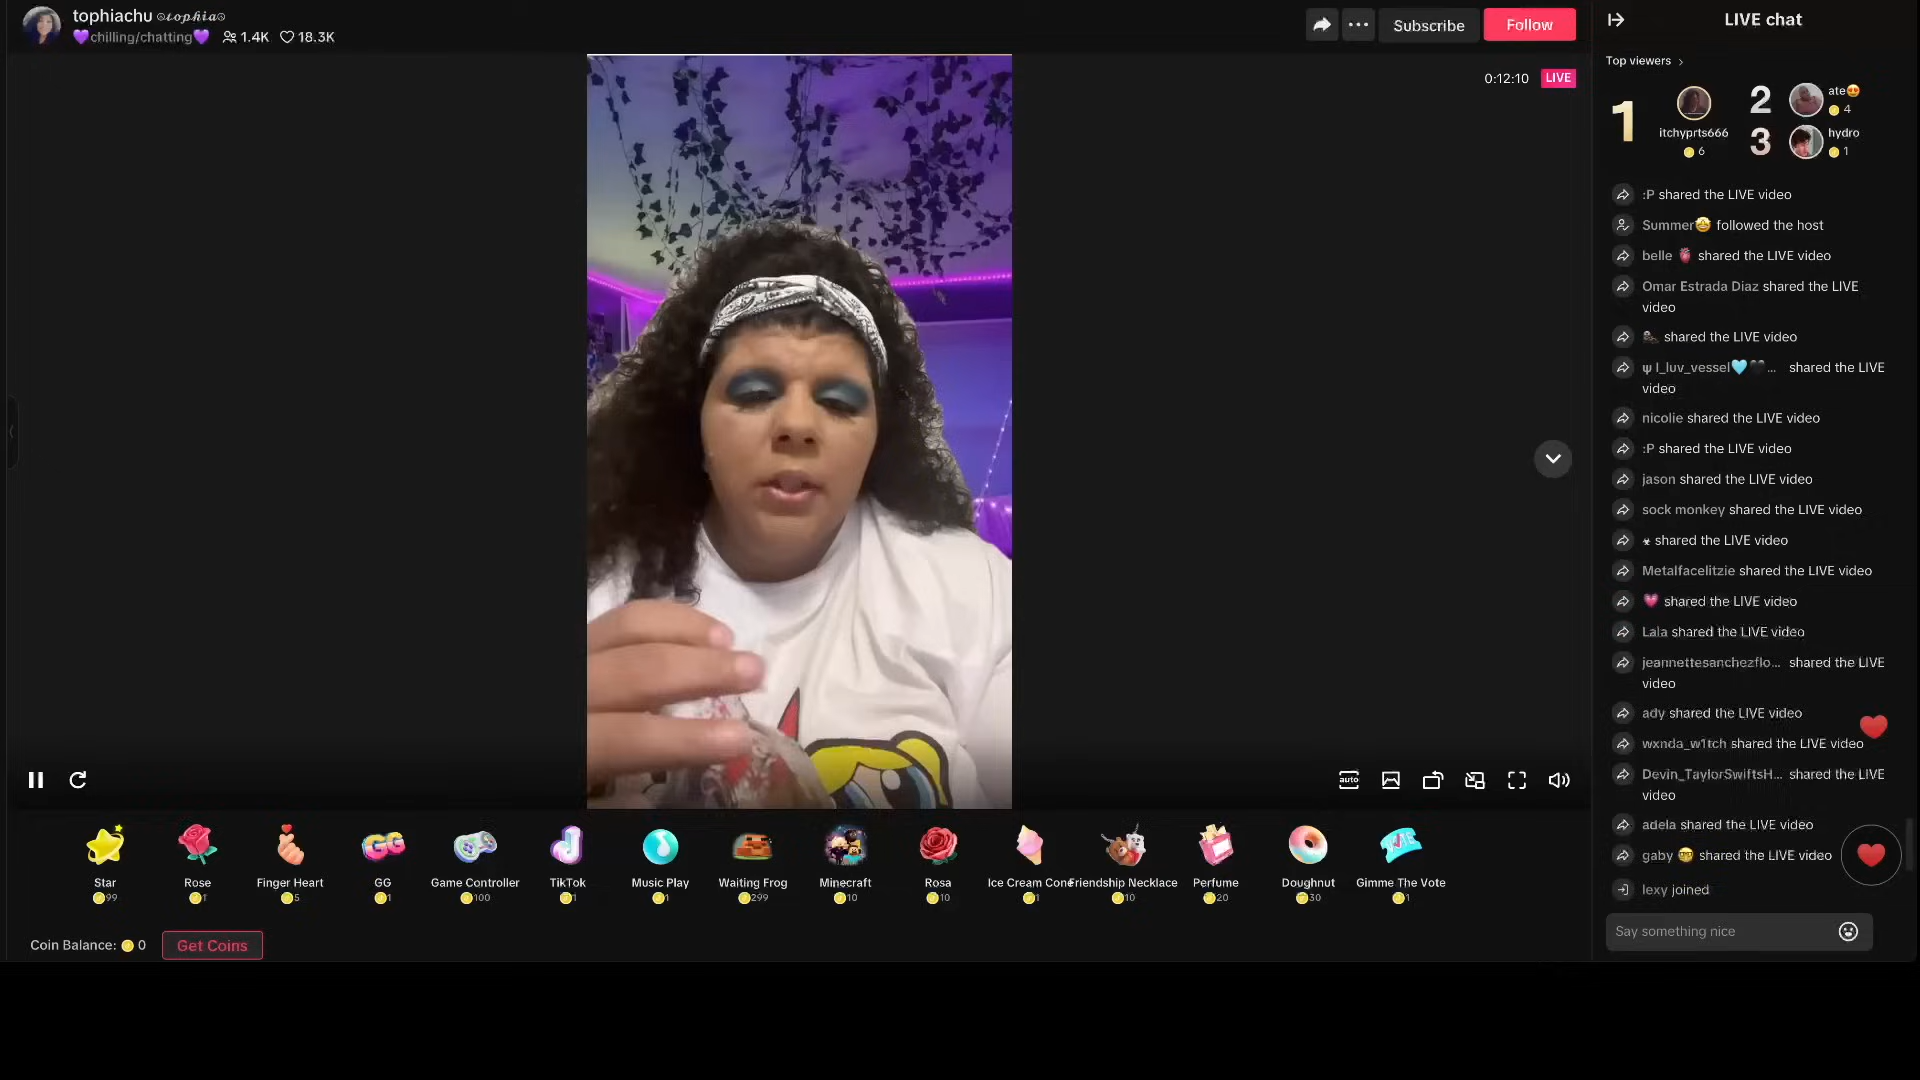 tophiachu ☹𝓽𝓸𝓹𝓱𝓲𝓪☹
💜chilling/chatting💜 1.4K 18.3K
Subscribe
Follow
0:12:10 LIVE
Star
99
Rose
1
Finger Heart
5
GG
1
Game Controller
100
TikTok
1
Music Play
1
Waiting Frog
299
Minecraft
10
Rosa
10
Ice Cream Cone
1
Friendship Necklace
10
Perfume
20
Doughnut
30
Gimme The Vote
1
Coin Balance: 0
Get Coins
auto
LIVE chat
Top viewers >
1
itchyprts666
6
2
ate😍
4
3
hydro
1
:P shared the LIVE video
Summer🤩 followed the host
belle 🫀 shared the LIVE video
Omar Estrada Diaz shared the LIVE
video
shared the LIVE video
ψ I_luv_vessel🩵🖤... shared the LIVE
video
nicolie shared the LIVE video
:P shared the LIVE video
jason shared the LIVE video
sock monkey shared the LIVE video
shared the LIVE video
Metalfacelitzie shared the LIVE video
💗 shared the LIVE video
Lala shared the LIVE video
jeannettesanchezflo... shared the LIVE
video
ady shared the LIVE video
wxnda_w1tch shared the LIVE video
Devin_TaylorSwiftsH... shared the LIVE
video
adela shared the LIVE video
gaby 🤓 shared the LIVE video
lexy joined
Say something nice